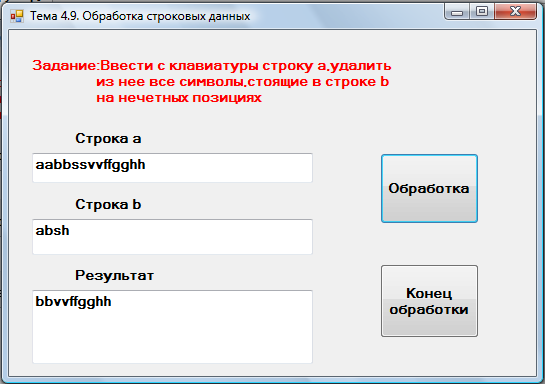 Тема 4.9. Обработка строковых данных
Задание:Ввести с клавиатуры строку a,удалить
из нее все символы,стоящие в строке b
на нечетных позициях
Строка a
aabbssvvffgghh
Строка b
absh
Обработка
Результат
bbvvffgghh
Конец
обработки